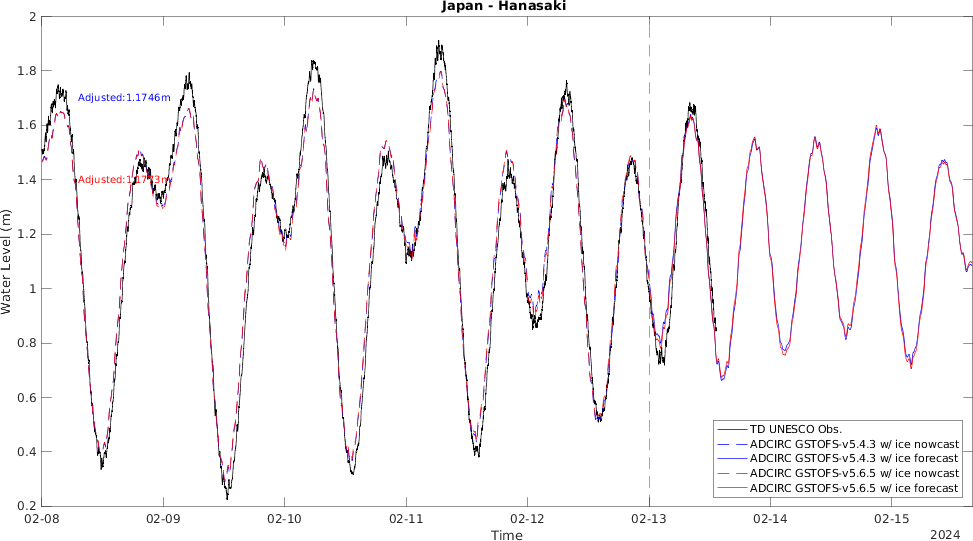 Japan - Hanasaki
2
1.8
1.6
1.4
1.2
1
0.8
0.6
0.4
0.2
Water Level (m)
Adjusted:1.1746m
TD UNESCO Obs.
ADCIRC GSTOFS-v5.4.3 w/ ice nowcast
ADCIRC GSTOFS-v5.4.3 w/ ice forecast
ADCIRC GSTOFS-v5.6.5 w/ ice nowcast
ADCIRC GSTOFS-v5.6.5 w/ ice forecast
02-08 02-09 02-10 02-11 02-12 02-13 02-14 02-15
Time
2024